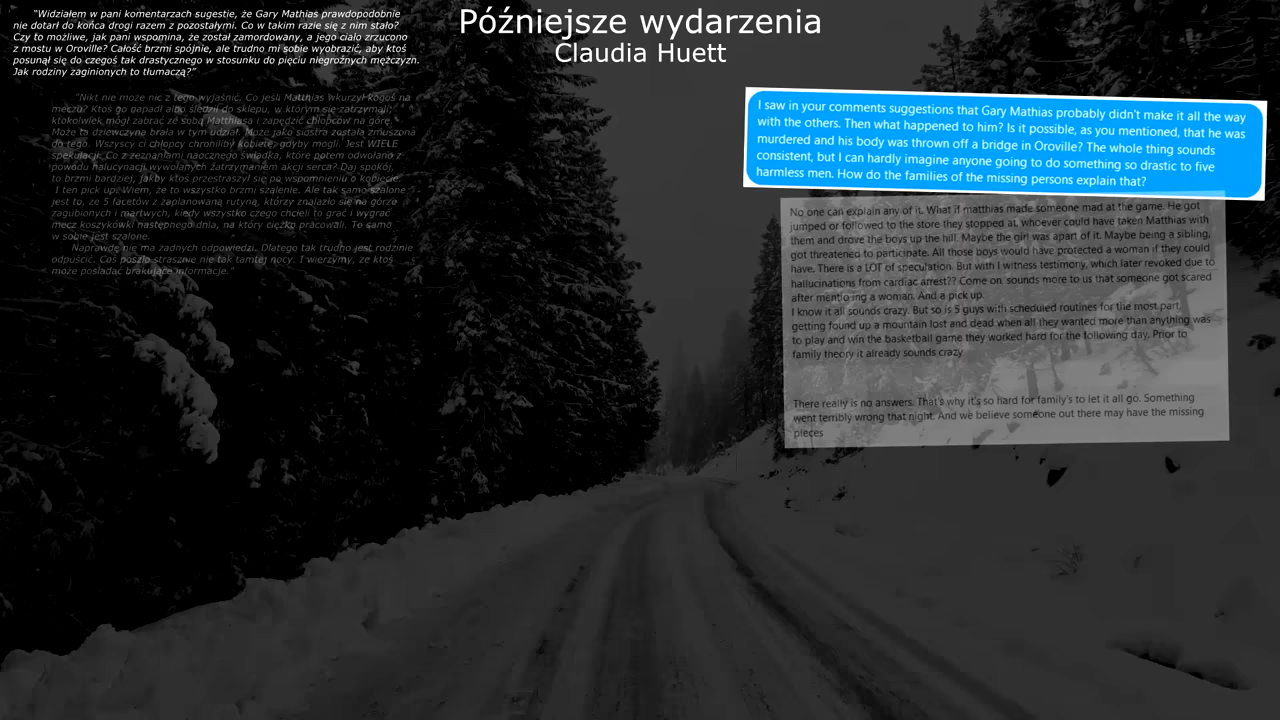 Późniejsze wydarzenia
Claudia Huett
"Widziałem w pani komentarzach sugestie, że Gary Mathias prawdopodobnie
nie dotarł do końca drogi razem z pozostałymi. Co w takim razie się z nim stało?
Czy to możliwe, jak pani wspomina, że został zamordowany, a jego ciało zrzucono
z mostu w Oroville? Całość brzmi spójnie, ale trudno mi sobie wyobrazić, aby ktoś
posunął się do czegoś tak drastycznego w stosunku do pięciu niegroźnych mężczyzn.
Jak rodziny zaginionych to tłumaczą?"
"Nikt nie może nic z tego wyjaśnić. Co jeśli Matthias wkurzył kogoś na
meczu? Ktoś go napadł albo śledził do sklepu, w którym się zatrzymali;
ktokolwiek mógł zabrać ze sobą Matthiasa i zapędzić chłopców na górę.
Może ta dziewczyna brała w tym udział. Może jako siostra została zmuszona
do tego. Wszyscy ci chłopcy chroniliby kobietę, gdyby mogli. Jest WIELE
spekulacji. Co z zeznaniami naocznego świadka, które potem odwołano z
powodu halucynacji wywołanych zatrzymaniem akcji serca? Daj spokój,
to brzmi bardziej, jakby ktoś przestraszył się po wspomnieniu o kobiecie.
I ten pick up. Wiem, że to wszystko brzmi szalenie. Ale tak samo szalone
jest to, że 5 facetów z zaplanowaną rutyną, którzy znalazło się na górze
zagubionych i martwych, kiedy wszystko czego chcieli to grać i wygrać
mecz koszykówki następnego dnia, na który ciężko pracowali. To samo
w sobie jest szalone.
Naprawdę nie ma żadnych odpowiedzi. Dlatego tak trudno jest rodzinie
odpuścić. Coś poszło strasznie nie tak tamtej nocy. I wierzymy, że ktoś
może posiadać brakujące informacje."
I saw in your comments suggestions that Gary Mathias probably didn't make it all the way
with the others. Then what happened to him? Is it possible, as you mentioned, that he was
murdered and his body was thrown off a bridge in Oroville? The whole thing sounds
consistent, but I can hardly imagine anyone going to do something so drastic to five
harmless men. How do the families of the missing persons explain that?
No one can explain any of it. What if matthias made someone mad at the game. He got
jumped or followed to the store they stopped at, whoever could have taken Matthias with
them and drove the boys up the hill. Maybe the girl was apart of it. Maybe being a sibling,
got threatened to participate. All those boys would have protected a woman if they could
have. There is a LOT of speculation. But with I witness testimony, which later revoked due to
hallucinations from cardiac arrest?? Come on. sounds more to us that someone got scared
after mentioning a woman. And a pick up.
I know it all sounds crazy. But so is 5 guys with scheduled routines for the most part,
getting found up a mountain lost and dead when all they wanted more than anything was
to play and win the basketball game they worked hard for the following day. Prior to
family theory it already sounds crazy
There really is no answers. That's why it's so hard for family's to let it all go. Something
went terribly wrong that night. And we believe someone out there may have the missing
pieces